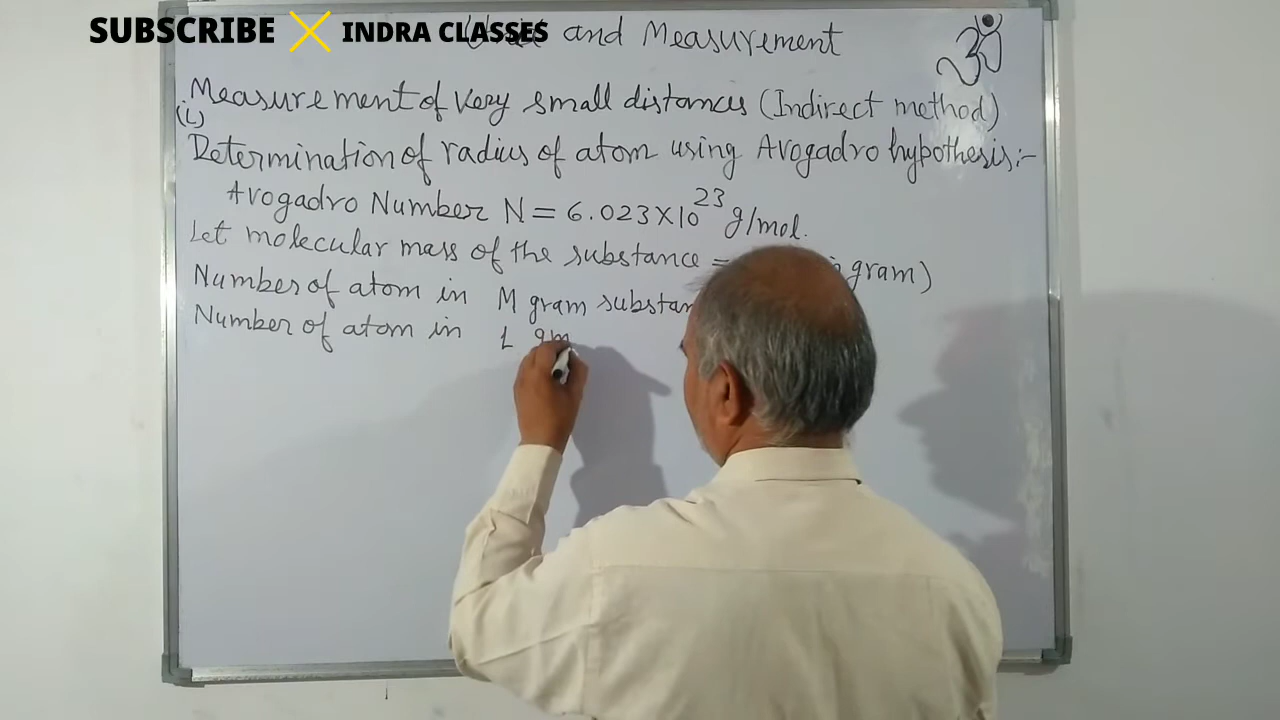 SUBSCRIBE INDRA CLASSES
and Measurement
ॐ
Measurement of very small distances (Indirect method)
(i)
Determination of radius of atom using Avogadro hypothesis:-
Avogadro Number N = 6.023×10²³ g/mol.
Let molecular mass of the substance = gram)
Number of atom in M gram
Number of atom in 1 gm